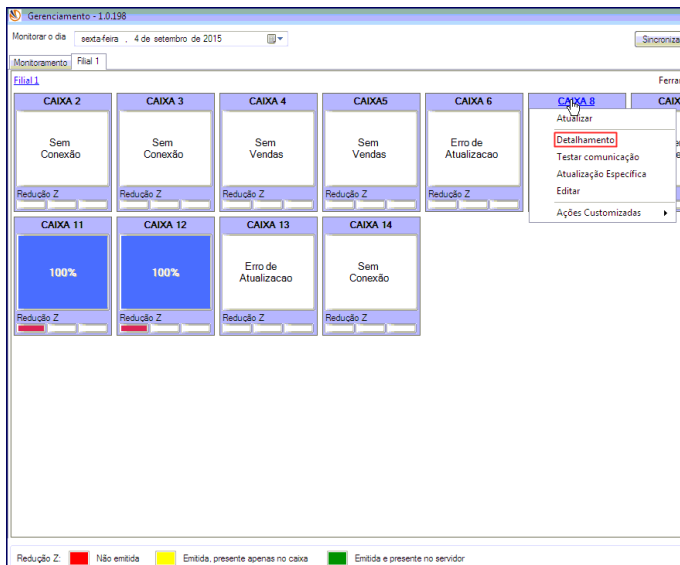 Gerenciamento - 1.0.198
Monitorar o dia sexta-feira , 4 de setembro de 2015
Sincroniza
Monitoramento Filial 1
Filial 1 Ferra
CAIXA 2 CAIXA 3 CAIXA 4 CAIXA5 CAIXA 6 CAIXA 8 CAIX
Sem Sem Sem Sem Erro de
Conexão Conexão Vendas Vendas Atualizacao
Redução Z Redução Z Redução Z Redução Z Redução Z
Atualizar
Detalhamento
Testar comunicação
Atualização Específica
Editar
Ações Customizadas
CAIXA 11 CAIXA 12 CAIXA 13 CAIXA 14
100% 100% Erro de Sem
Atualizacao Conexão
Redução Z Redução Z Redução Z Redução Z
Redução Z: Não emitida Emitida, presente apenas no caixa Emitida e presente no servidor